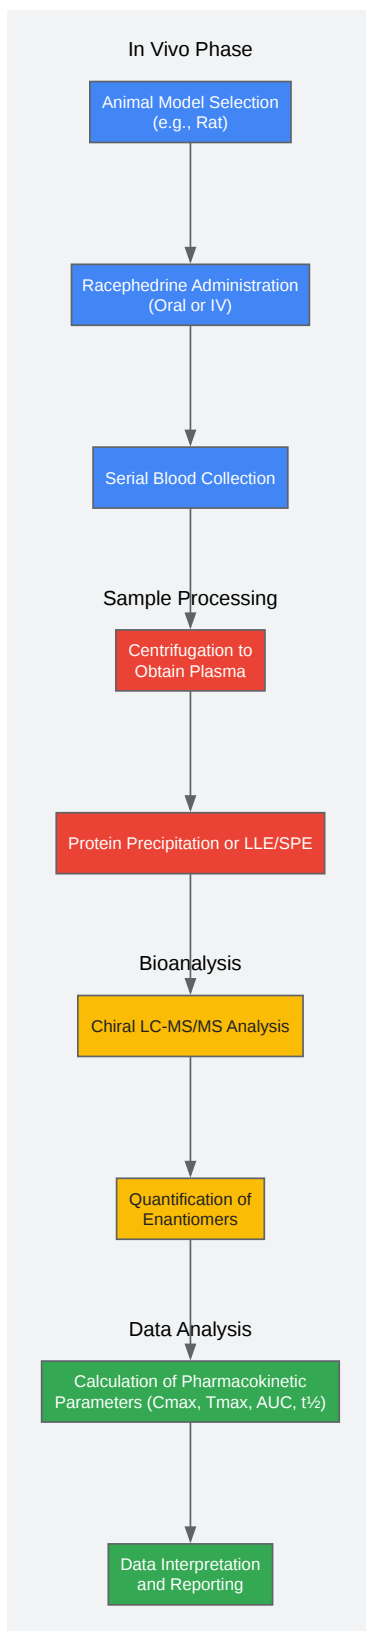 In Vivo Phase
Animal Model Selection
(e.g., Rat)
Racephedrine Administration
(Oral or IV)
Serial Blood Collection
Sample Processing
Centrifugation to
Obtain Plasma
Protein Precipitation or LLE/SPE
Bioanalysis
Chiral LC-MS/MS Analysis
Quantification of
Enantiomers
Data Analysis
Calculation of Pharmacokinetic
Parameters (Cmax, Tmax, AUC, t½)
Data Interpretation
and Reporting